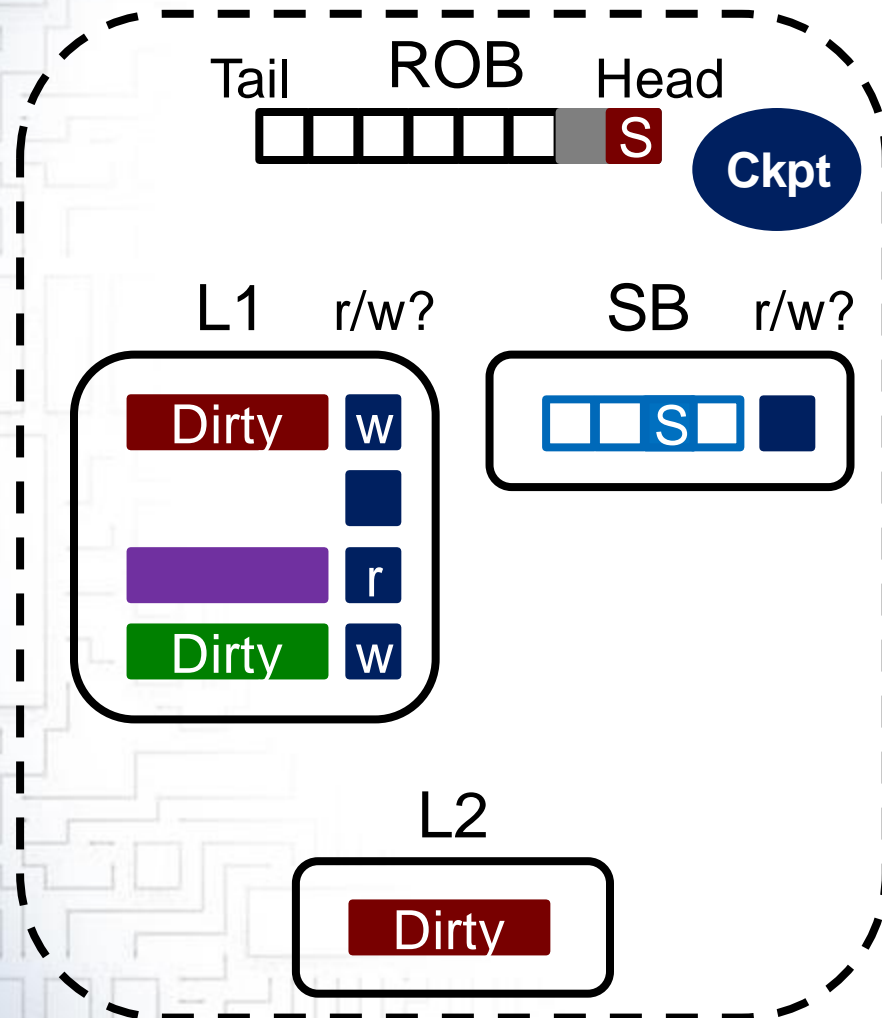 Tail ROB Head
S
Ckpt
L1 r/w?
SB r/w?
Dirty w
S
r
Dirty w
L2
Dirty